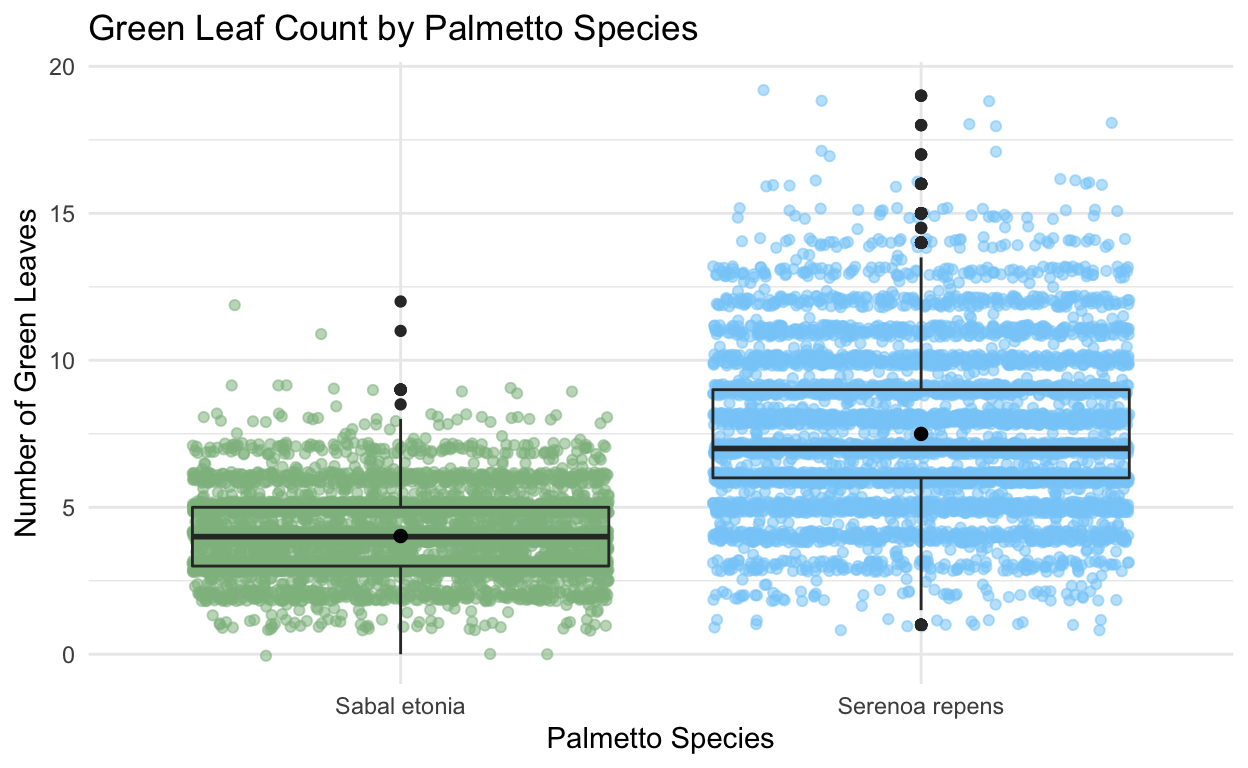 Green Leaf Count by Palmetto Species
Number of Green Leaves
20
15
10
5
0
Sabal etonia
Serenoa repens
Palmetto Species